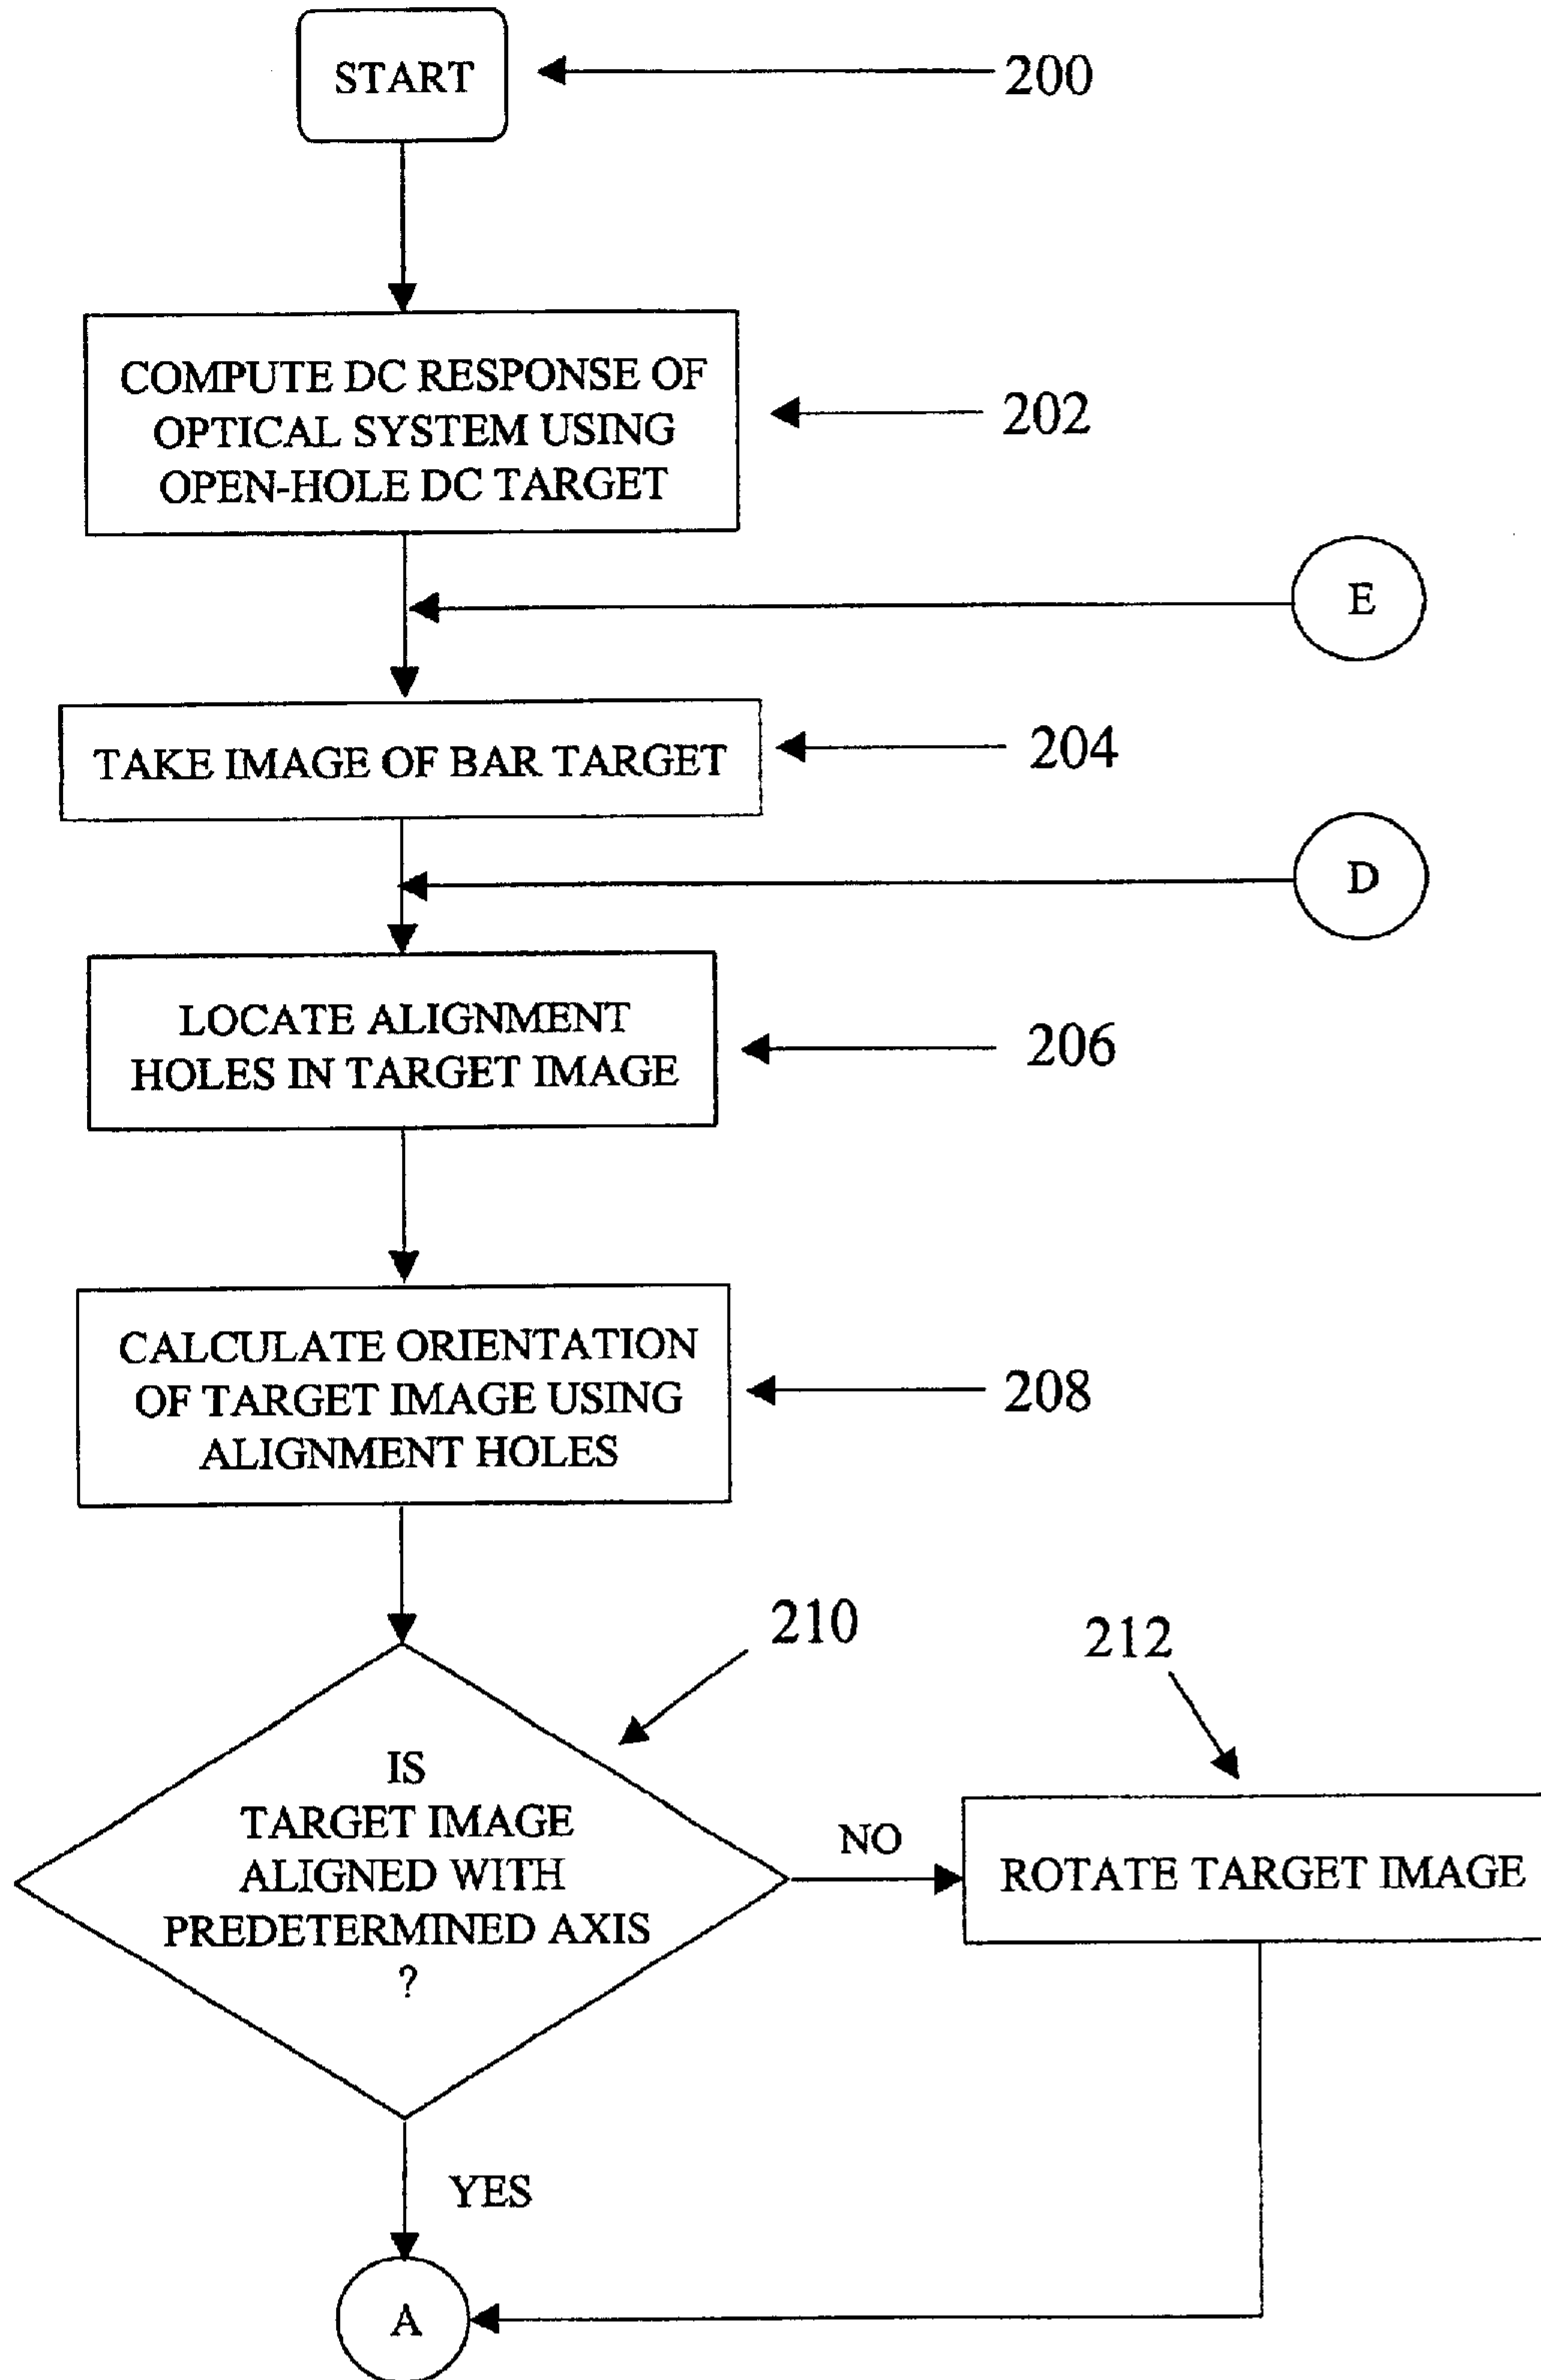 START
200
COMPUTE DC RESPONSE OF
OPTICAL SYSTEM USING
OPEN-HOLE DC TARGET
202
E
TAKE IMAGE OF BAR TARGET
204
D
LOCATE ALIGNMENT
HOLES IN TARGET IMAGE
206
CALCULATE ORIENTATION
OF TARGET IMAGE USING
ALIGNMENT HOLES
208
210
212
IS
TARGET IMAGE
ALIGNED WITH
PREDETERMINED AXIS
?
NO
ROTATE TARGET IMAGE
YES
A